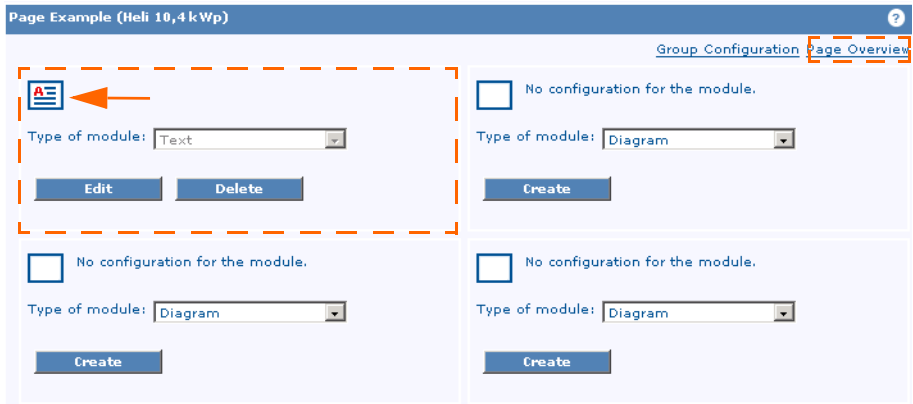 Page Example (Heli 10,4 kWp)
?
Group Configuration Page Overview
A
Type of module: Text
Edit Delete
No configuration for the module.
Type of module: Diagram
Create
No configuration for the module.
Type of module: Diagram
Create
No configuration for the module.
Type of module: Diagram
Create